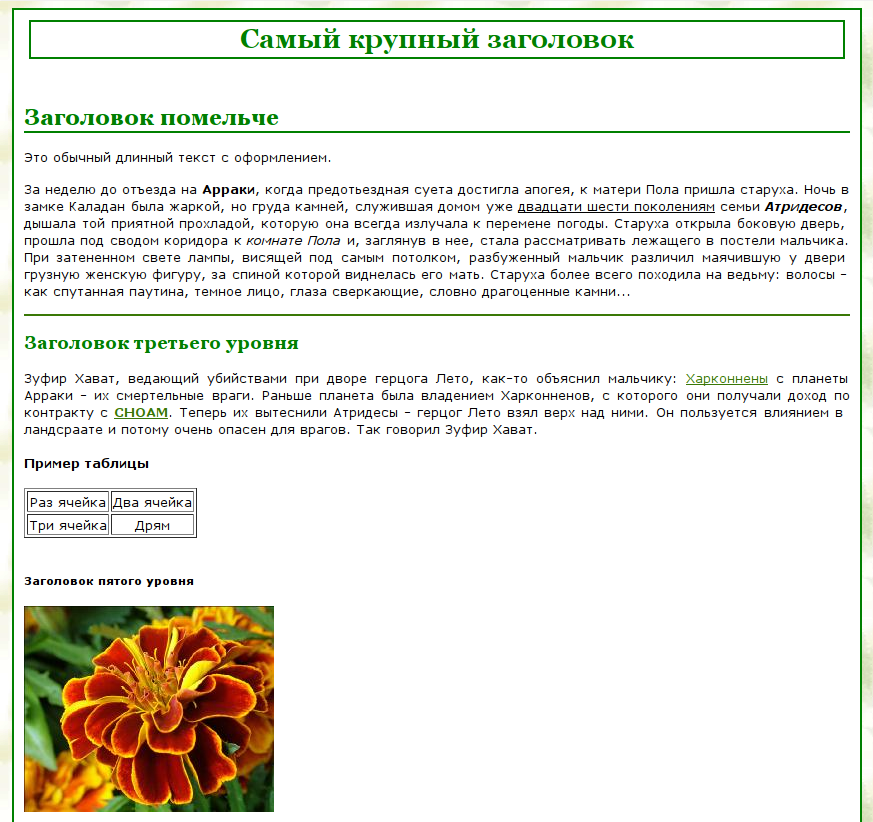 Самый крупный заголовок
Заголовок помельче
Это обычный длинный текст с оформлением.
За неделю до отъезда на Арраки, когда предотьездная суета достигла апогея, к матери Пола пришла старуха. Ночь в
замке Каладан была жаркой, но груда камней, служившая домом уже двадцати шести поколениям семьи Атридесов,
дышала той приятной прохладой, которую она всегда излучала к перемене погоды. Старуха открыла боковую дверь,
прошла под сводом коридора к комнате Пола и, заглянув в нее, стала рассматривать лежащего в постели мальчика.
При затененном свете лампы, висящей под самым потолком, разбуженный мальчик различил маячившую у двери
грузную женскую фигуру, за спиной которой виднелась его мать. Старуха более всего походила на ведьму: волосы –
как спутанная паутина, темное лицо, глаза сверкающие, словно драгоценные камни...
Заголовок третьего уровня
Зуфир Хават, ведающий убийствами при дворе герцога Лето, как-то объяснил мальчику: Харконнены с планеты
Арраки – их смертельные враги. Раньше планета была владением Харконненов, с которого они получали доход по
контракту с CHOAM. Теперь их вытеснили Атридесы – герцог Лето взял верх над ними. Он пользуется влиянием в
ландсраате и потому очень опасен для врагов. Так говорил Зуфир Хават.
Пример таблицы
Раз ячейка Два ячейка
Три ячейка Дрям
Заголовок пятого уровня